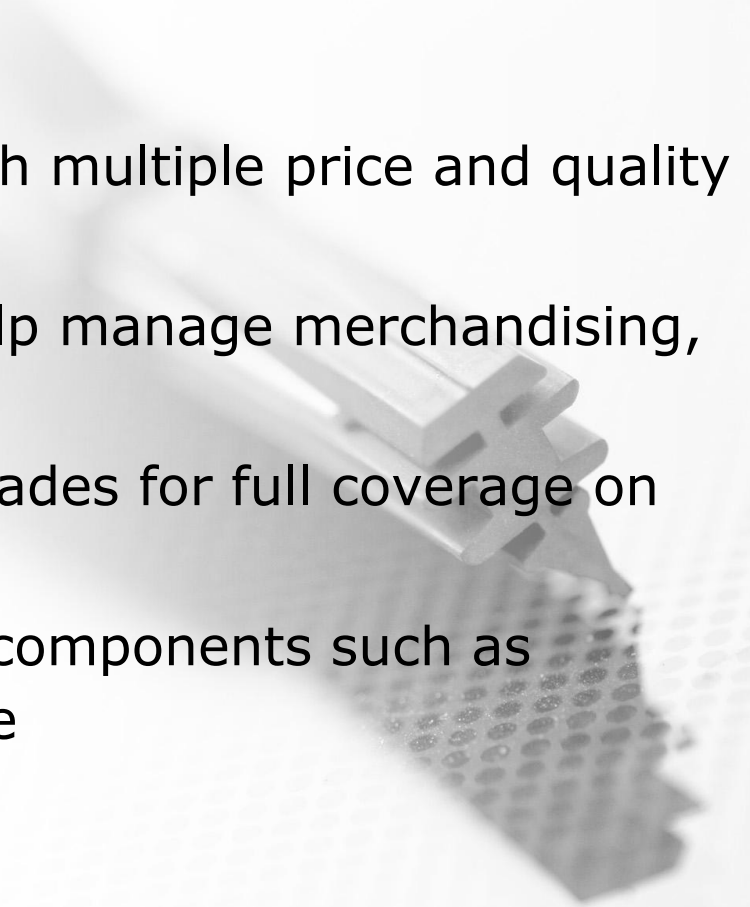 h multiple price and quality
lp manage merchandising,
ades for full coverage on
components such as
e